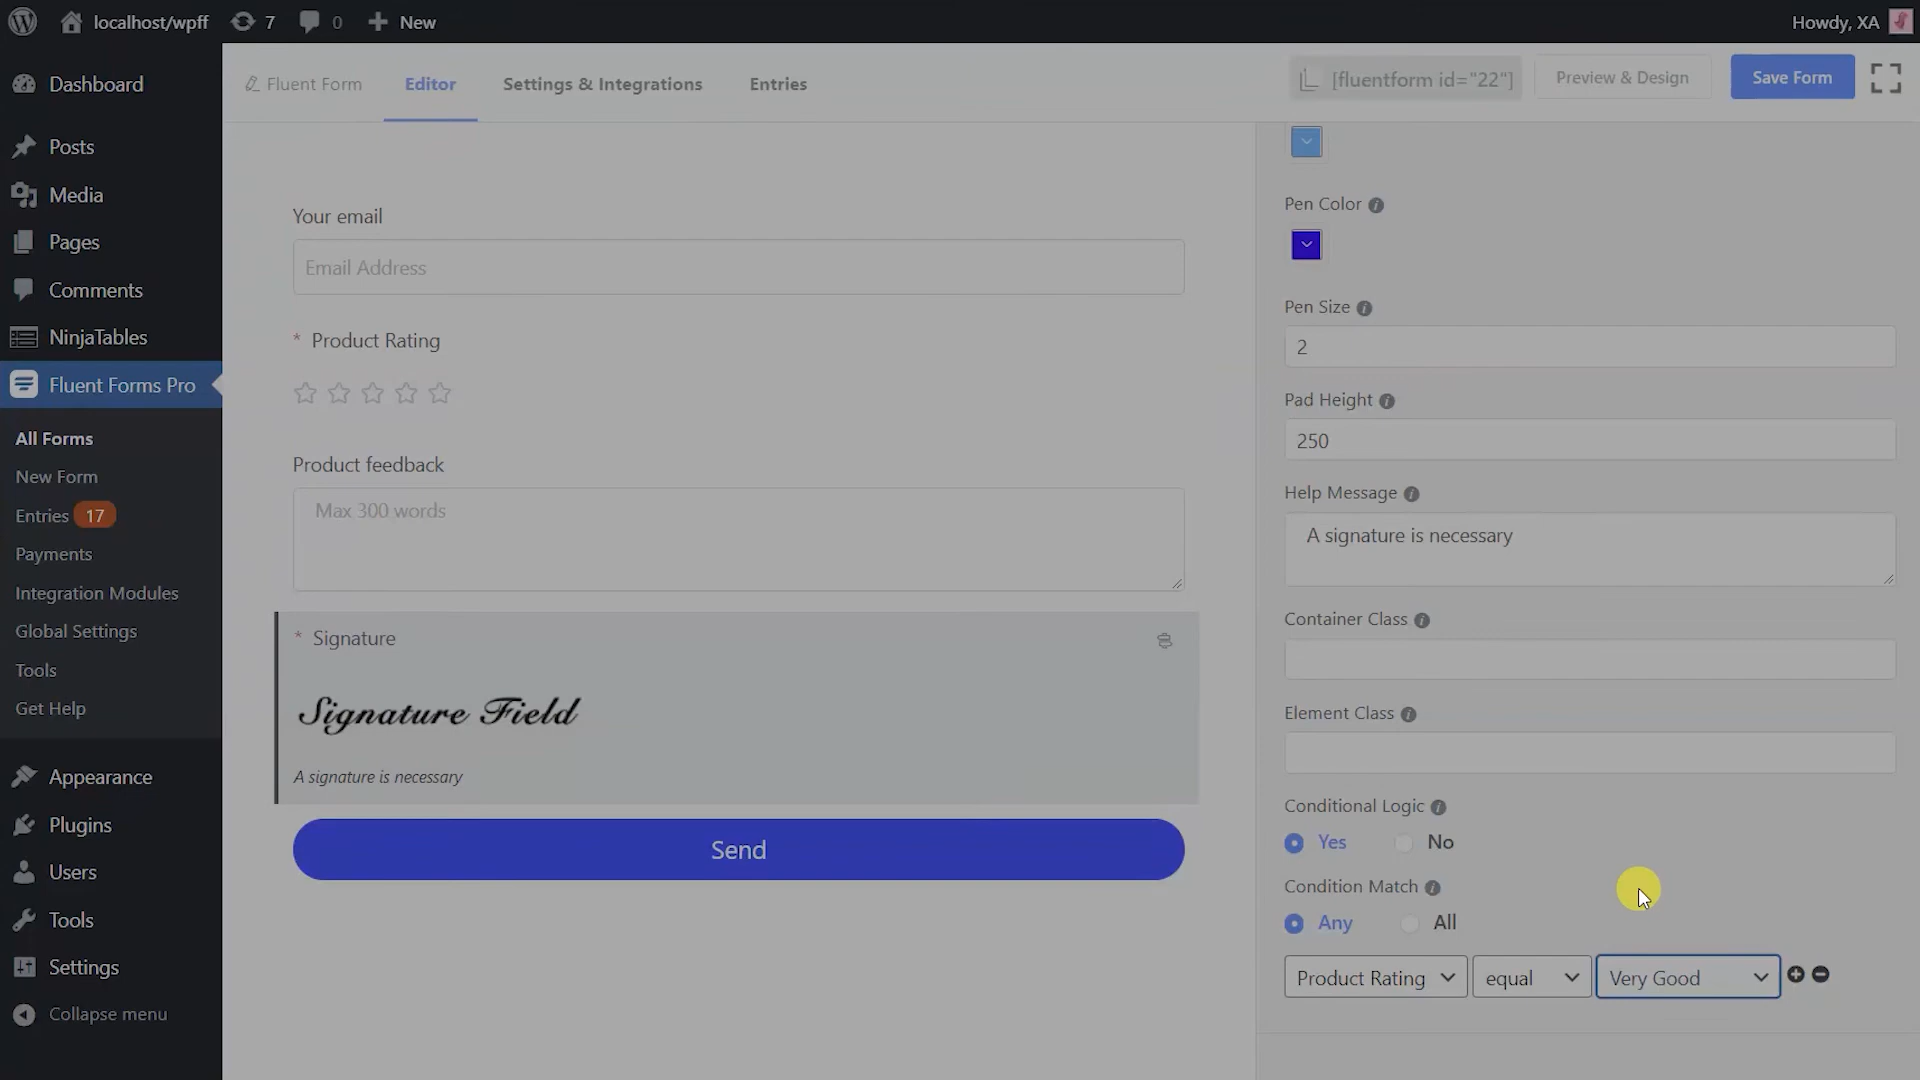 localhost/wpff
7
0
New
Howdy, XA
Dashboard
Posts
Media
Pages
Comments
NinjaTables
Fluent Forms Pro
All Forms
New Form
Entries 17
Payments
Integration Modules
Global Settings
Tools
Get Help
Appearance
Plugins
Users
Tools
Settings
Collapse menu
Fluent Form
Editor
Settings & Integrations
Entries
[fluentform id="22"]
Preview & Design
Save Form
Your email
Email Address
* Product Rating
Product feedback
Max 300 words
* Signature
Signature Field
A signature is necessary
Send
Pen Color
Pen Size
2
Pad Height
250
Help Message
A signature is necessary
Container Class
Element Class
Conditional Logic
Yes No
Condition Match
Any All
Product Rating equal Very Good